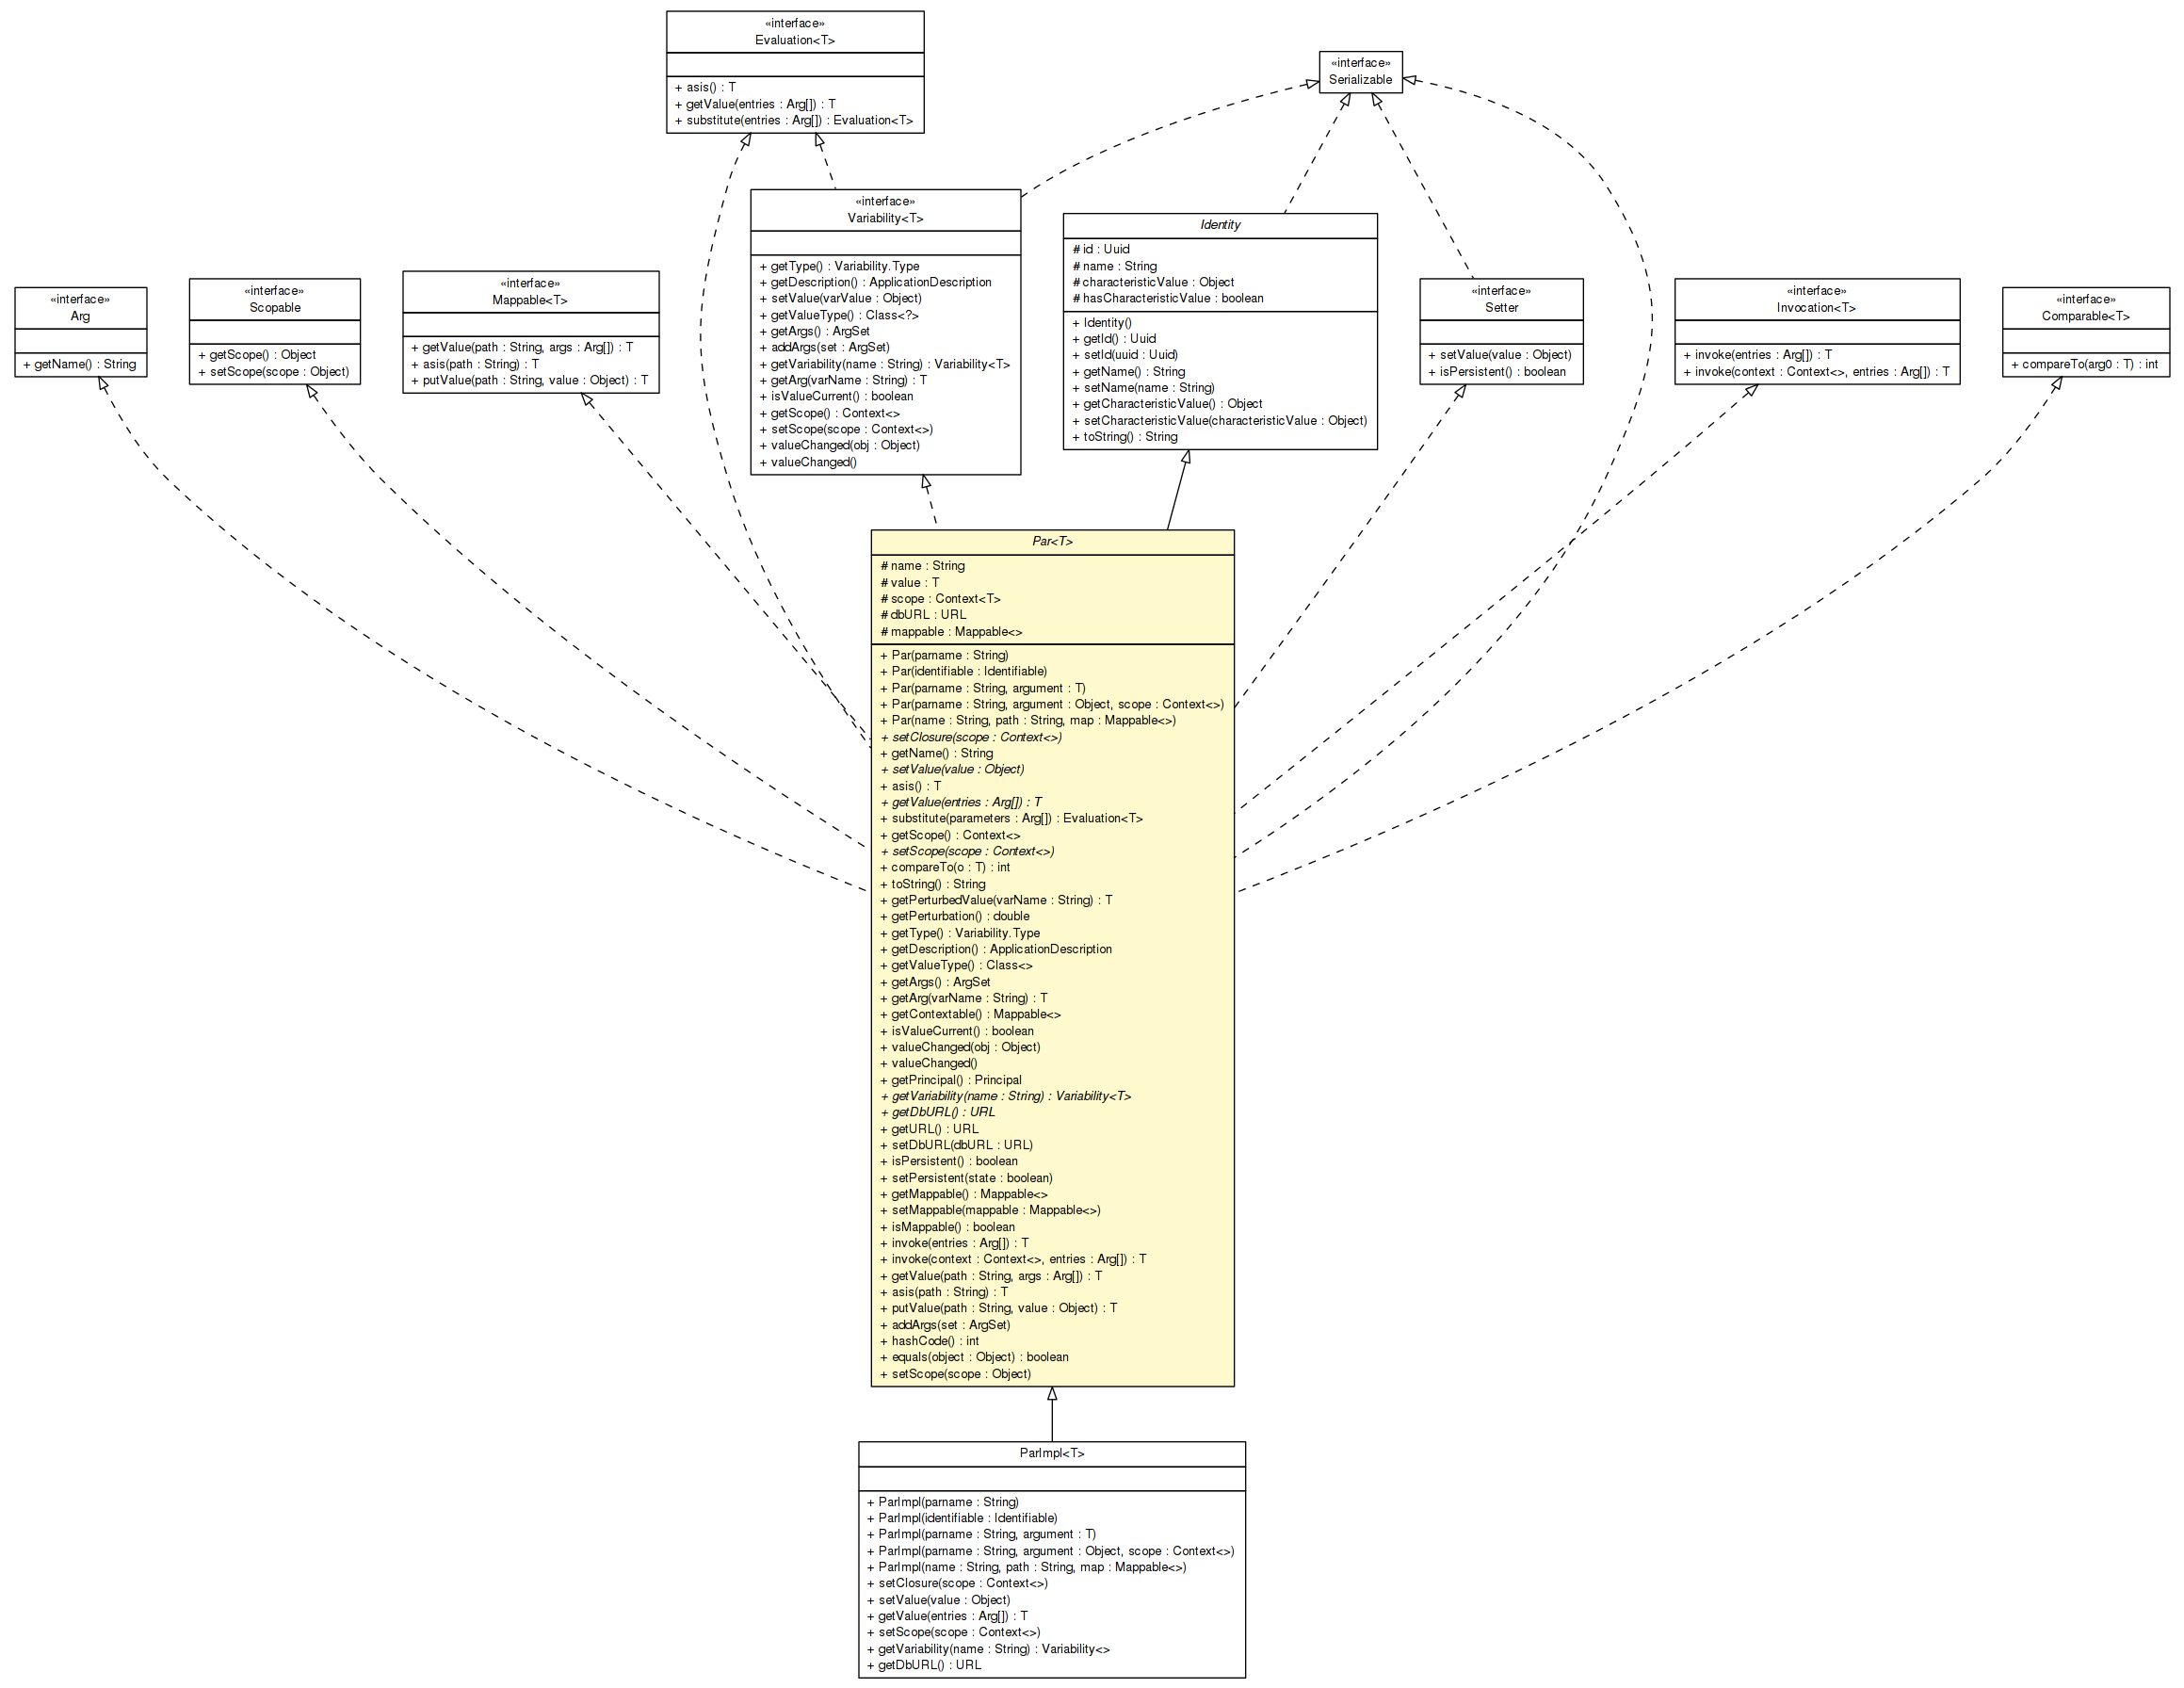 «interface»
Evaluation<T>
+ asis() : T
+ getValue(entries : Arg[]) : T
+ substitute(entries : Arg[]) : Evaluation<T>
«interface»
Serializable
«interface»
Variability<T>
+ getType() : Variability.Type
+ getDescription() : ApplicationDescription
+ setValue(varValue : Object)
+ getValueType() : Class<?>
+ getArgs() : ArgSet
+ addArgs(set : ArgSet)
+ getVariability(name : String) : Variability<T>
+ getArg(varName : String) : T
+ isValueCurrent() : boolean
+ getScope() : Context<>
+ setScope(scope : Context<>)
+ valueChanged(obj : Object)
+ valueChanged()
Identity
# id : Uuid
# name : String
# characteristicValue : Object
# hasCharacteristicValue : boolean
+ Identity()
+ getId() : Uuid
+ setId(uuid : Uuid)
+ getName() : String
+ setName(name : String)
+ getCharacteristicValue() : Object
+ setCharacteristicValue(characteristicValue : Object)
+ toString() : String
«interface»
Arg
+ getName() : String
«interface»
Scopable
+ getScope() : Object
+ setScope(scope : Object)
«interface»
Mappable<T>
+ getValue(path : String, args : Arg[]) : T
+ asis(path : String) : T
+ putValue(path : String, value : Object) : T
«interface»
Setter
+ setValue(value : Object)
+ isPersistent() : boolean
«interface»
Invocation<T>
+ invoke(entries : Arg[]) : T
+ invoke(context : Context<>, entries : Arg[]) : T
«interface»
Comparable<T>
+ compareTo(arg0 : T) : int
Par<T>
# name : String
# value : T
# scope : Context<T>
# dbURL : URL
# mappable : Mappable<>
+ Par(parname : String)
+ Par(identifiable : Identifiable)
+ Par(parname : String, argument : T)
+ Par(parname : String, argument : Object, scope : Context<>)
+ Par(name : String, path : String, map : Mappable<>)
+ setClosure(scope : Context<>)
+ getName() : String
+ setValue(value : Object)
+ asis() : T
+ getValue(entries : Arg[]) : T
+ substitute(parameters : Arg[]) : Evaluation<T>
+ getScope() : Context<>
+ setScope(scope : Context<>)
+ compareTo(o : T) : int
+ toString() : String
+ getPerturbedValue(varName : String) : T
+ getPerturbation() : double
+ getType() : Variability.Type
+ getDescription() : ApplicationDescription
+ getValueType() : Class<>
+ getArgs() : ArgSet
+ getArg(varName : String) : T
+ getContextable() : Mappable<>
+ isValueCurrent() : boolean
+ valueChanged(obj : Object)
+ valueChanged()
+ getPrincipal() : Principal
+ getVariability(name : String) : Variability<T>
+ getDbURL() : URL
+ getURL() : URL
+ setDbURL(dbURL : URL)
+ isPersistent() : boolean
+ setPersistent(state : boolean)
+ getMappable() : Mappable<>
+ setMappable(mappable : Mappable<>)
+ isMappable() : boolean
+ invoke(entries : Arg[]) : T
+ invoke(context : Context<>, entries : Arg[]) : T
+ getValue(path : String, args : Arg[]) : T
+ asis(path : String) : T
+ putValue(path : String, value : Object) : T
+ addArgs(set : ArgSet)
+ hashCode() : int
+ equals(object : Object) : boolean
+ setScope(scope : Object)
ParImpl<T>
+ ParImpl(parname : String)
+ ParImpl(identifiable : Identifiable)
+ ParImpl(parname : String, argument : T)
+ ParImpl(parname : String, argument : Object, scope : Context<>)
+ ParImpl(name : String, path : String, map : Mappable<>)
+ setClosure(scope : Context<>)
+ setValue(value : Object)
+ getValue(entries : Arg[]) : T
+ setScope(scope : Context<>)
+ getVariability(name : String) : Variability<>
+ getDbURL() : URL